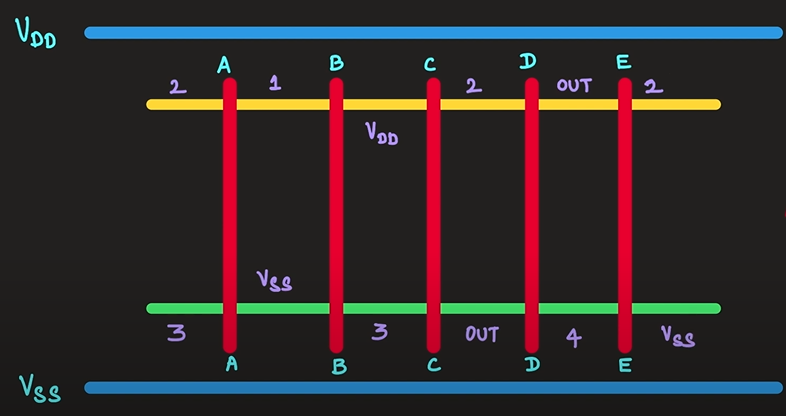 VDD
A B C D E
2 1 2 OUT 2
VDD
VSS
3 3 OUT 4 VSS
A B C D E
VSS